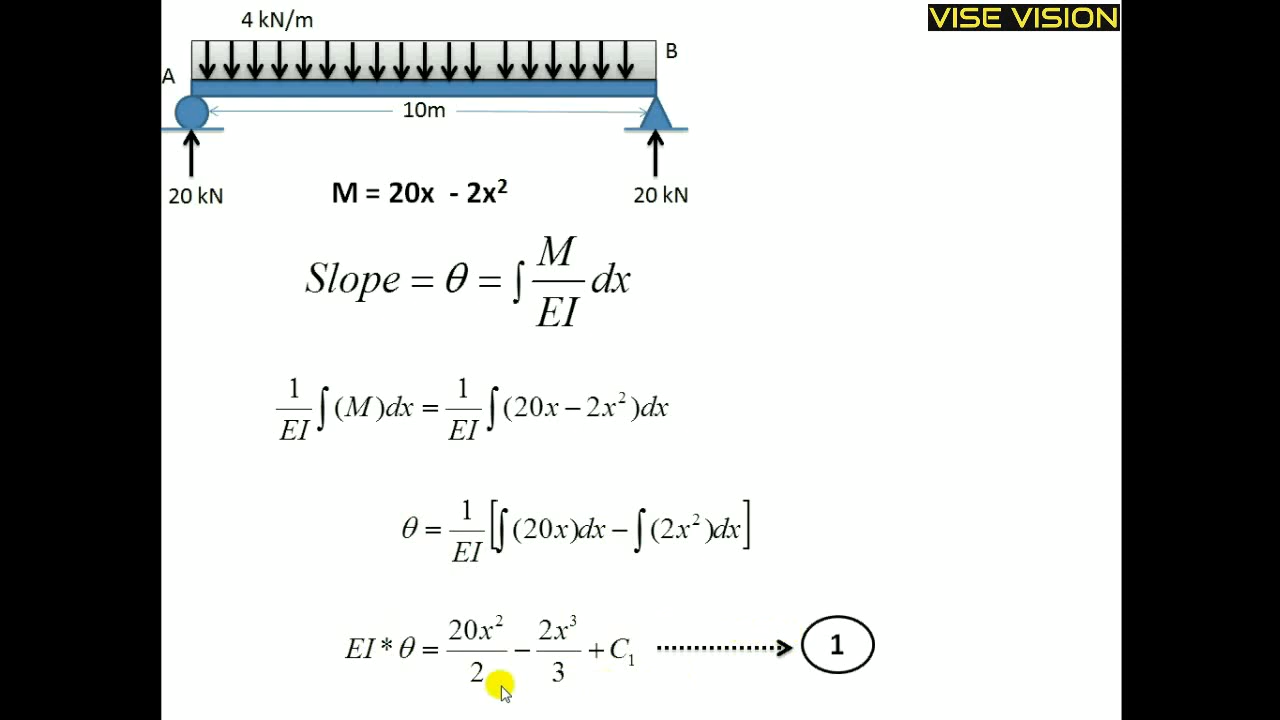 VISE VISION
4 kN/m
A
B
10m
20 kN
20 kN
M = 20x - 2x²
Slope = θ = ∫ M/EI dx
1/EI ∫(M)dx = 1/EI ∫(20x − 2x²)dx
θ = 1/EI [∫(20x)dx − ∫(2x²)dx]
EI * θ = 20x²/2 − 2x³/3 + C₁
1